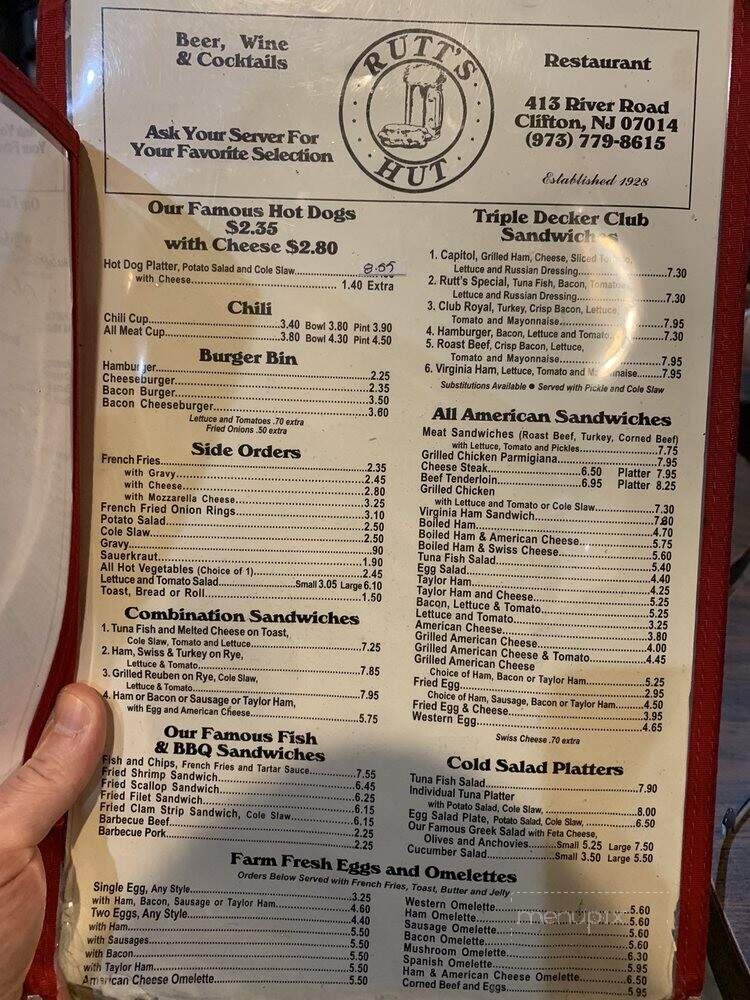 Beer, Wine
& Cocktails
Ask Your Server For
Your Favorite Selection
RUTT'S
HUT
Restaurant
413 River Road
Clifton, NJ 07014
(973) 779-8615
Established 1928
Our Famous Hot Dogs
$2.35
with Cheese $2.80
Hot Dog Platter, Potato Salad and Cole Slaw 8.05
with Cheese 1.40 Extra
Chili
Chili Cup 3.40 Bowl 3.80 Pint 3.90
All Meat Cup 3.80 Bowl 4.30 Pint 4.50
Burger Bin
Hamburger 2.25
Cheeseburger 2.35
Bacon Burger 3.50
Bacon Cheeseburger 3.60
Lettuce and Tomatoes .70 extra
Fried Onions .50 extra
Side Orders
French Fries 2.35
with Gravy 2.45
with Cheese 2.80
with Mozzarella Cheese 3.25
French Fried Onion Rings 3.10
Potato Salad 2.50
Cole Slaw 2.50
Gravy .90
Sauerkraut 1.90
All Hot Vegetables (Choice of 1) 2.45
Lettuce and Tomato Salad Small 3.05 Large 6.10
Toast, Bread or Roll 1.50
Combination Sandwiches
1. Tuna Fish and Melted Cheese on Toast,
Cole Slaw, Tomato and Lettuce 7.25
2. Ham, Swiss & Turkey on Rye,
Lettuce & Tomato 7.85
3. Grilled Reuben on Rye, Cole Slaw,
Lettuce & Tomato 7.95
4. Ham or Bacon or Sausage or Taylor Ham,
with Egg and American Cheese 5.75
Our Famous Fish
& BBQ Sandwiches
Fish and Chips, French Fries and Tartar Sauce 7.55
Fried Shrimp Sandwich 6.45
Fried Scallop Sandwich 6.25
Fried Filet Sandwich 6.15
Fried Clam Strip Sandwich, Cole Slaw 6.15
Barbecue Beef 2.25
Barbecue Pork 2.25
Triple Decker Club
Sandwiches
1. Capitol, Grilled Ham, Cheese, Sliced Tomato,
Lettuce and Russian Dressing 7.30
2. Rutt's Special, Tuna Fish, Bacon, Tomatoes
Lettuce and Russian Dressing 7.30
3. Club Royal, Turkey, Crisp Bacon, Lettuce,
Tomato and Mayonnaise 7.95
4. Hamburger, Bacon, Lettuce and Tomato 7.30
5. Roast Beef, Crisp Bacon, Lettuce,
Tomato and Mayonnaise 7.95
6. Virginia Ham, Lettuce, Tomato and Mayonnaise 7.95
Substitutions Available ● Served with Pickle and Cole Slaw
All American Sandwiches
Meat Sandwiches (Roast Beef, Turkey, Corned Beef)
with Lettuce, Tomato and Pickles 7.75
Grilled Chicken Parmigiana 7.95
Cheese Steak 6.50 Platter 7.95
Beef Tenderloin 6.95 Platter 8.25
Grilled Chicken
with Lettuce and Tomato or Cole Slaw 7.30
Virginia Ham Sandwich 7.80
Boiled Ham 4.70
Boiled Ham & American Cheese 5.75
Boiled Ham & Swiss Cheese 5.60
Tuna Fish Salad 5.40
Egg Salad 4.40
Taylor Ham 4.25
Taylor Ham and Cheese 5.25
Bacon, Lettuce & Tomato 5.25
Lettuce and Tomato 3.25
American Cheese 3.80
Grilled American Cheese 4.00
Grilled American Cheese & Tomato 4.45
Grilled American Cheese
Choice of Ham, Bacon or Taylor Ham 5.25
Fried Egg 2.95
Choice of Ham, Sausage, Bacon or Taylor Ham 4.50
Fried Egg & Cheese 3.95
Western Egg 4.65
Swiss Cheese .70 extra
Cold Salad Platters
Tuna Fish Salad 7.90
Individual Tuna Platter
with Potato Salad, Cole Slaw, 8.00
Egg Salad Plate, Potato Salad, Cole Slaw, 6.50
Our Famous Greek Salad with Feta Cheese,
Olives and Anchovies Small 5.25 Large 7.50
Cucumber Salad Small 3.50 Large 5.50
Farm Fresh Eggs and Omelettes
Orders Below Served with French Fries, Toast, Butter and Jelly
Single Egg, Any Style 3.25
with Ham, Bacon, Sausage or Taylor Ham 4.60
Two Eggs, Any Style 4.40
with Ham 5.50
with Sausages 5.50
with Bacon 5.50
with Taylor Ham 5.50
American Cheese Omelette 5.50
Western Omelette 5.60
Ham Omelette 5.60
Sausage Omelette 5.60
Bacon Omelette 5.60
Mushroom Omelette 6.30
Spanish Omelette 5.95
Ham & American Cheese Omelette 6.50
Corned Beef and Eggs 5.95
menupix